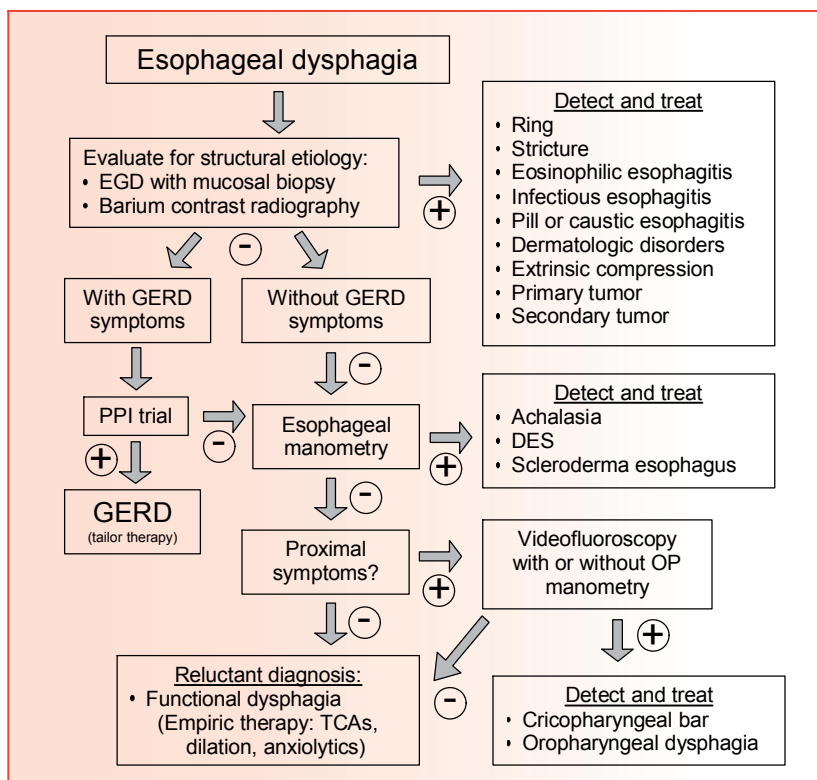 Esophageal dysphagia
Evaluate for structural etiology:
• EGD with mucosal biopsy
• Barium contrast radiography
+
Detect and treat
• Ring
• Stricture
• Eosinophilic esophagitis
• Infectious esophagitis
• Pill or caustic esophagitis
• Dermatologic disorders
• Extrinsic compression
• Primary tumor
• Secondary tumor
-
With GERD
symptoms
Without GERD
symptoms
-
PPI trial
-
+
GERD
(tailor therapy)
Esophageal
manometry
+
Detect and treat
• Achalasia
• DES
• Scleroderma esophagus
-
Proximal
symptoms?
+
Videofluoroscopy
with or without OP
manometry
-
+
-
Reluctant diagnosis:
• Functional dysphagia
(Empiric therapy: TCAs,
dilation, anxiolytics)
Detect and treat
• Cricopharyngeal bar
• Oropharyngeal dysphagia